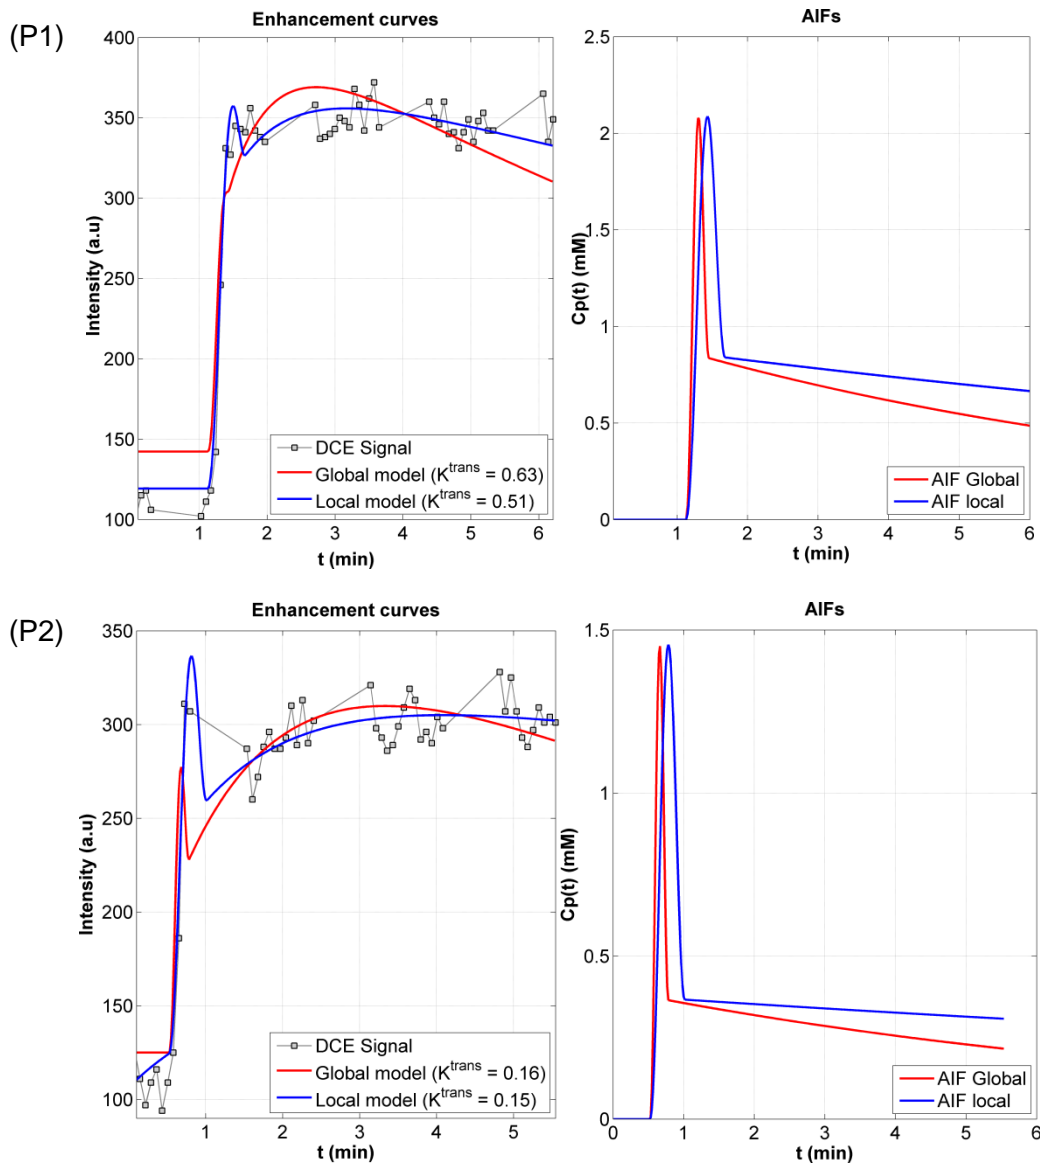 (P1)
Enhancement curves
400
350
300
250
200
150
100
Intensity (a.u)
1
2
3
4
5
6
t (min)
DCE Signal
Global model (K^trans = 0.63)
Local model (K^trans = 0.51)
AIFs
2.5
2
1.5
1
0.5
0
Cp(t) (mM)
1
2
3
4
5
6
t (min)
AIF Global
AIF local
(P2)
Enhancement curves
350
300
250
200
150
100
Intensity (a.u)
1
2
3
4
5
t (min)
DCE Signal
Global model (K^trans = 0.16)
Local model (K^trans = 0.15)
AIFs
1.5
1
0.5
0
Cp(t) (mM)
0
1
2
3
4
5
6
t (min)
AIF Global
AIF local